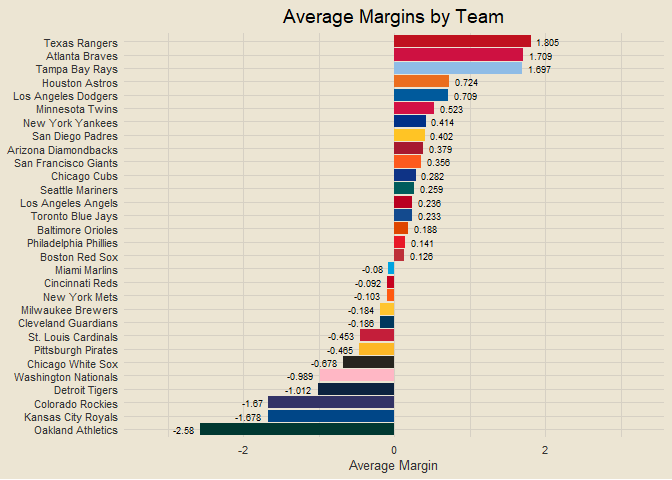 Average Margins by Team
Texas Rangers 1.805
Atlanta Braves 1.709
Tampa Bay Rays 1.697
Houston Astros 0.724
Los Angeles Dodgers 0.709
Minnesota Twins 0.523
New York Yankees 0.414
San Diego Padres 0.402
Arizona Diamondbacks 0.379
San Francisco Giants 0.356
Chicago Cubs 0.282
Seattle Mariners 0.259
Los Angeles Angels 0.236
Toronto Blue Jays 0.233
Baltimore Orioles 0.188
Philadelphia Phillies 0.141
Boston Red Sox 0.126
Miami Marlins -0.08
Cincinnati Reds -0.092
New York Mets -0.103
Milwaukee Brewers -0.184
Cleveland Guardians -0.186
St. Louis Cardinals -0.453
Pittsburgh Pirates -0.465
Chicago White Sox -0.678
Washington Nationals -0.989
Detroit Tigers -1.012
Colorado Rockies -1.67
Kansas City Royals -1.678
Oakland Athletics -2.58
-2 0 2
Average Margin